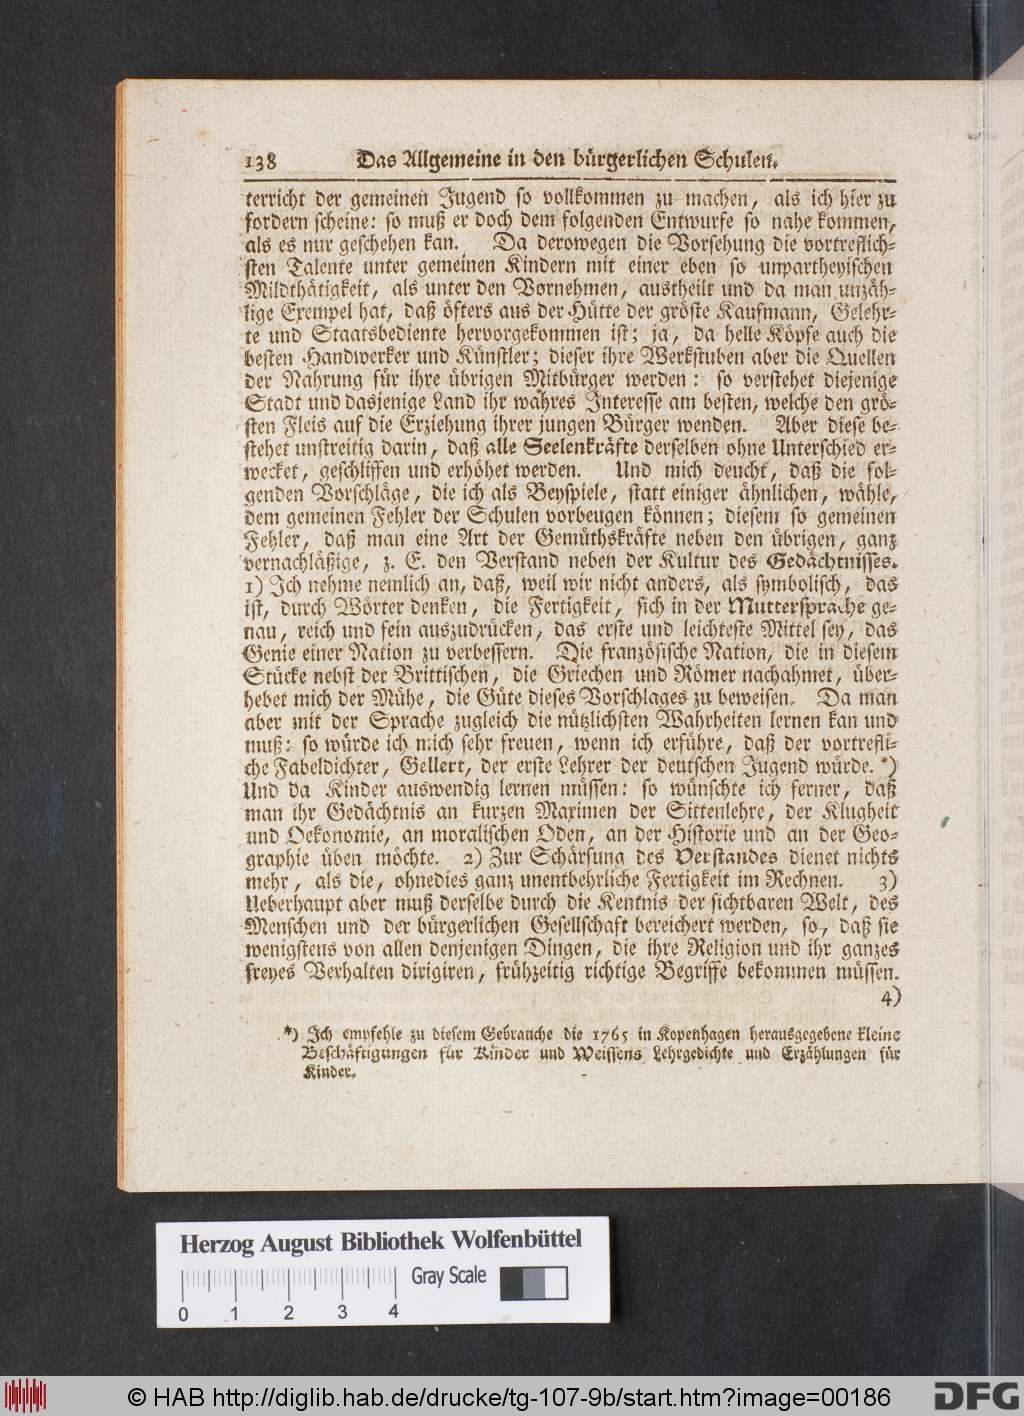 138 Das Allgemeine in den bürgerlichen Schulen.
terricht der gemeinen Jugend so vollkommen zu machen, als ich hier zu
fordern scheine: so muß er doch dem folgenden Entwurfe so nahe kommen,
als es nur geschehen kan. Da derowegen die Vorsehung die vortreflich-
sten Talente unter gemeinen Kindern mit einer eben so unpartheyischen
Mildthätigkeit, als unter den Vornehmen, austheilt und da man unzäh-
lige Exempel hat, daß öfters aus der Hütte der gröste Kaufmann, Gelehr-
te und Staatsbediente hervorgekommen ist; ja, da helle Köpfe auch die
besten Handwerker und Künstler; dieser ihre Werkstuben aber die Quellen
der Nahrung für ihre übrigen Mitbürger werden: so verstehet diejenige
Stadt und dasjenige Land ihr wahres Interesse am besten, welche den grö-
sten Fleis auf die Erziehung ihrer jungen Bürger wenden. Aber diese be-
stehet unstreitig darin, daß alle Seelenkräfte derselben ohne Unterschied er-
wecket, geschliffen und erhöhet werden. Und mich deucht, daß die fol-
genden Vorschläge, die ich als Beyspiele, statt einiger ähnlichen, wähle,
dem gemeinen Fehler der Schulen vorbeugen können; diesem so gemeinen
Fehler, daß man eine Art der Gemüthskräfte neben den übrigen, ganz
vernachläßige, z. E. den Verstand neben der Kultur des Gedächtnisses.
1) Ich nehme nemlich an, daß, weil wir nicht anders, als symbolisch, das
ist, durch Wörter denken, die Fertigkeit, sich in der Muttersprache ge-
nau, reich und fein auszudrücken, das erste und leichteste Mittel sey, das
Genie einer Nation zu verbessern. Die französische Nation, die in diesem
Stücke nebst der Brittischen, die Griechen und Römer nachahmet, über-
hebet mich der Mühe, die Güte dieses Vorschlages zu beweisen. Da man
aber mit der Sprache zugleich die nützlichsten Wahrheiten lernen kan und
muß: so würde ich mich sehr freuen, wenn ich erführe, daß der vortrefli-
che Fabeldichter, Gellert, der erste Lehrer der deutschen Jugend würde. *)
Und da Kinder auswendig lernen müssen: so wünschte ich ferner, daß
man ihr Gedächtnis an kurzen Maximen der Sittenlehre, der Klugheit
und Oekonomie, an moralischen Oden, an der Historie und an der Geo-
graphie üben möchte. 2) Zur Schärfung des Verstandes dienet nichts
mehr, als die, ohnedies ganz unentbehrliche Fertigkeit im Rechnen. 3)
Ueberhaupt aber muß derselbe durch die Kentnis der sichtbaren Welt, des
Menschen und der bürgerlichen Gesellschaft bereichert werden, so, daß sie
wenigstens von allen denjenigen Dingen, die ihre Religion und ihr ganzes
freyes Verhalten dirigiren, frühzeitig richtige Begriffe bekommen müssen.
4)
*) Ich empfehle zu diesem Gebrauche die 1765 in Kopenhagen herausgegebene kleine
Beschäftigungen für Kinder und Weissens Lehrgedichte und Erzählungen für
Kinder.
Herzog August Bibliothek Wolfenbüttel
Gray Scale
0 1 2 3 4
© HAB http://diglib.hab.de/drucke/tg-107-9b/start.htm?image=00186
DFG